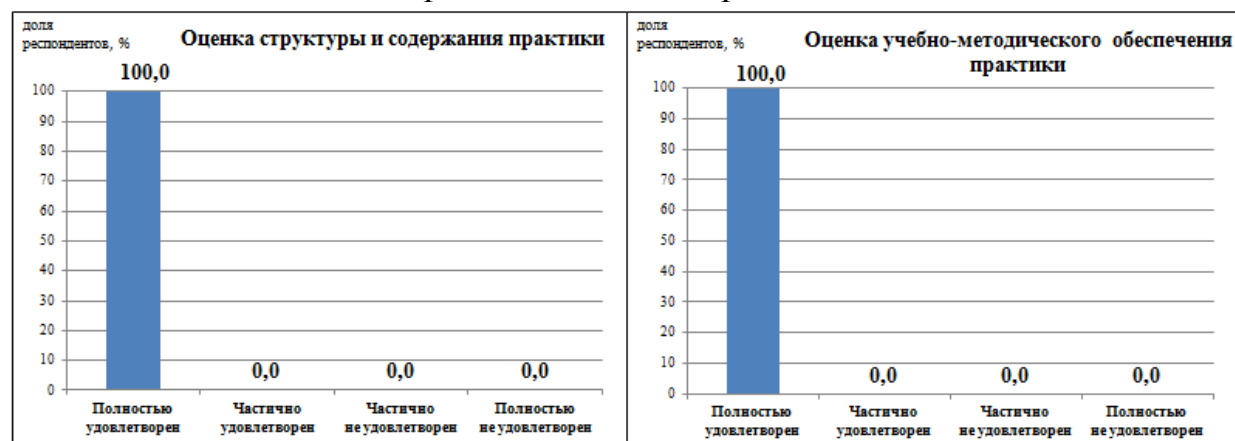 доля
респондентов, %
Оценка структуры и содержания практики
100,0
100
90
80
70
60
50
40
30
20
10
0
0,0
0,0
0,0
Полностью
удовлетворен
Частично
удовлетворен
Частично
не удовлетворен
Полностью
не удовлетворен
доля
респондентов, %
Оценка учебно-методического обеспечения
практики
100,0
100
90
80
70
60
50
40
30
20
10
0
0,0
0,0
0,0
Полностью
удовлетворен
Частично
удовлетворен
Частично
не удовлетворен
Полностью
не удовлетворен